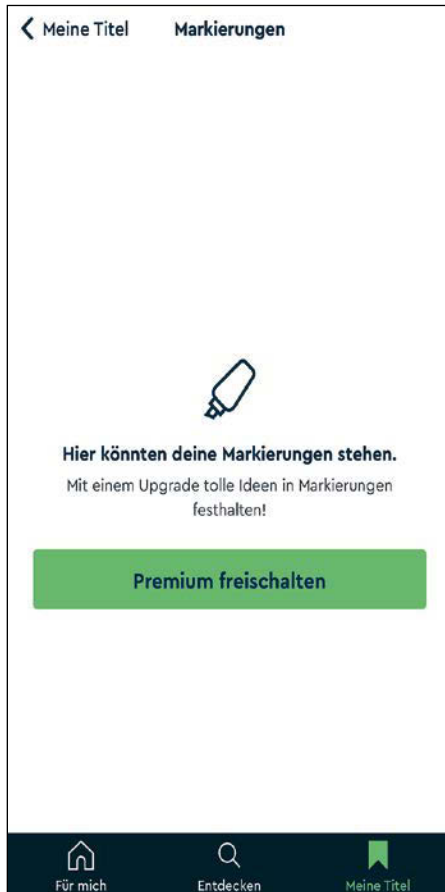 Meine Titel Markierungen
Hier könnten deine Markierungen stehen.
Mit einem Upgrade tolle Ideen in Markierungen
festhalten!
Premium freischalten
Für mich Entdecken Meine Titel